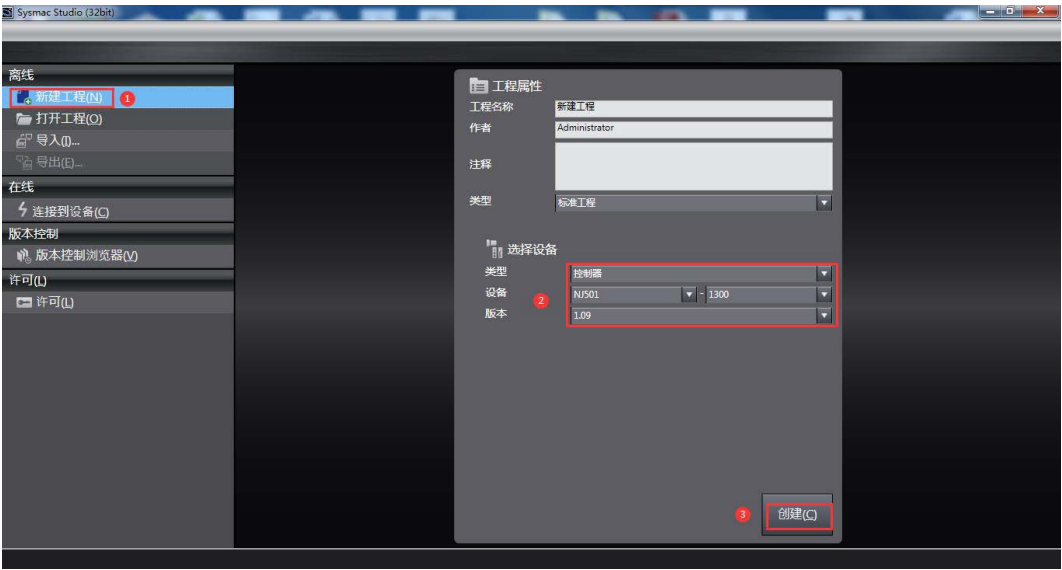 Sysmac Studio (32bit)
离线
新建工程(N) 1
打开工程(O)
导入(I)...
导出(E)...
在线
连接到设备(C)
版本控制
版本控制浏览器(V)
许可(L)
许可(L)
工程属性
工程名称 新建工程
作者 Administrator
注释
类型 标准工程
选择设备
类型 控制器
设备 NJ501 - 1300
2
版本 1.09
3 创建(C)